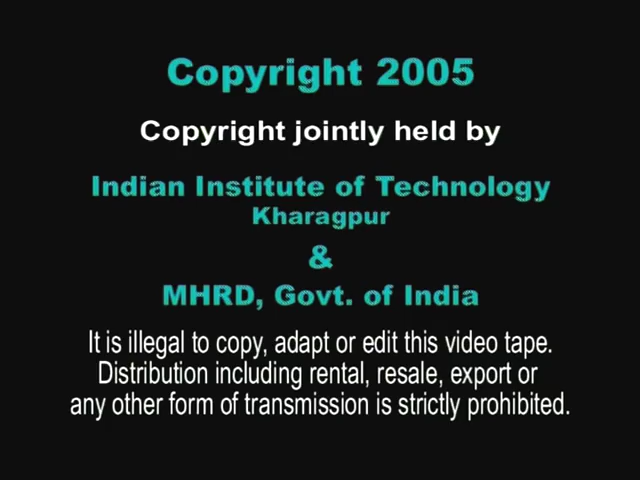 Copyright 2005
Copyright jointly held by
Indian Institute of Technology
Kharagpur
&
MHRD, Govt. of India
It is illegal to copy, adapt or edit this video tape.
Distribution including rental, resale, export or
any other form of transmission is strictly prohibited.